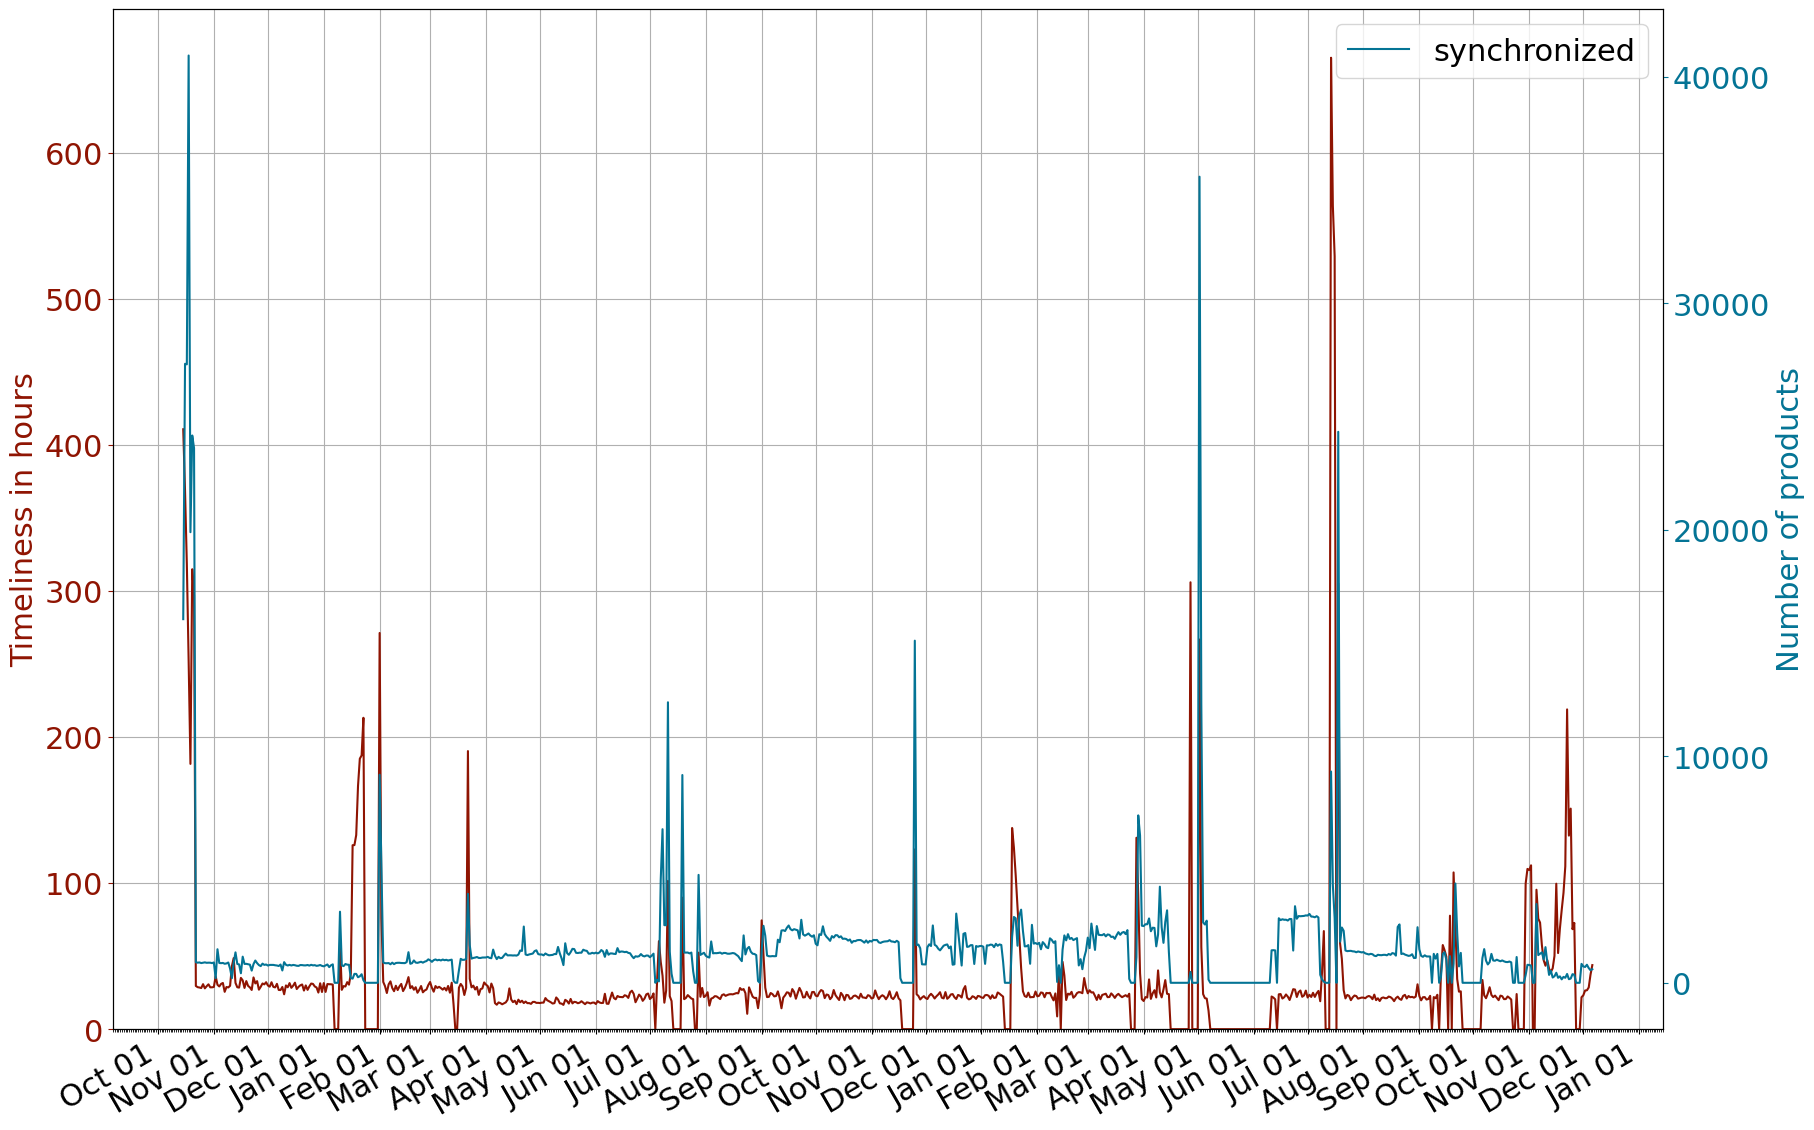 synchronized
Timeliness in hours
600
500
400
300
200
100
0
Number of products
40000
30000
20000
10000
0
Oct 01
Nov 01
Dec 01
Jan 01
Feb 01
Mar 01
Apr 01
May 01
Jun 01
Jul 01
Aug 01
Sep 01
Oct 01
Nov 01
Dec 01
Jan 01
Feb 01
Mar 01
Apr 01
May 01
Jun 01
Jul 01
Aug 01
Sep 01
Oct 01
Nov 01
Dec 01
Jan 01